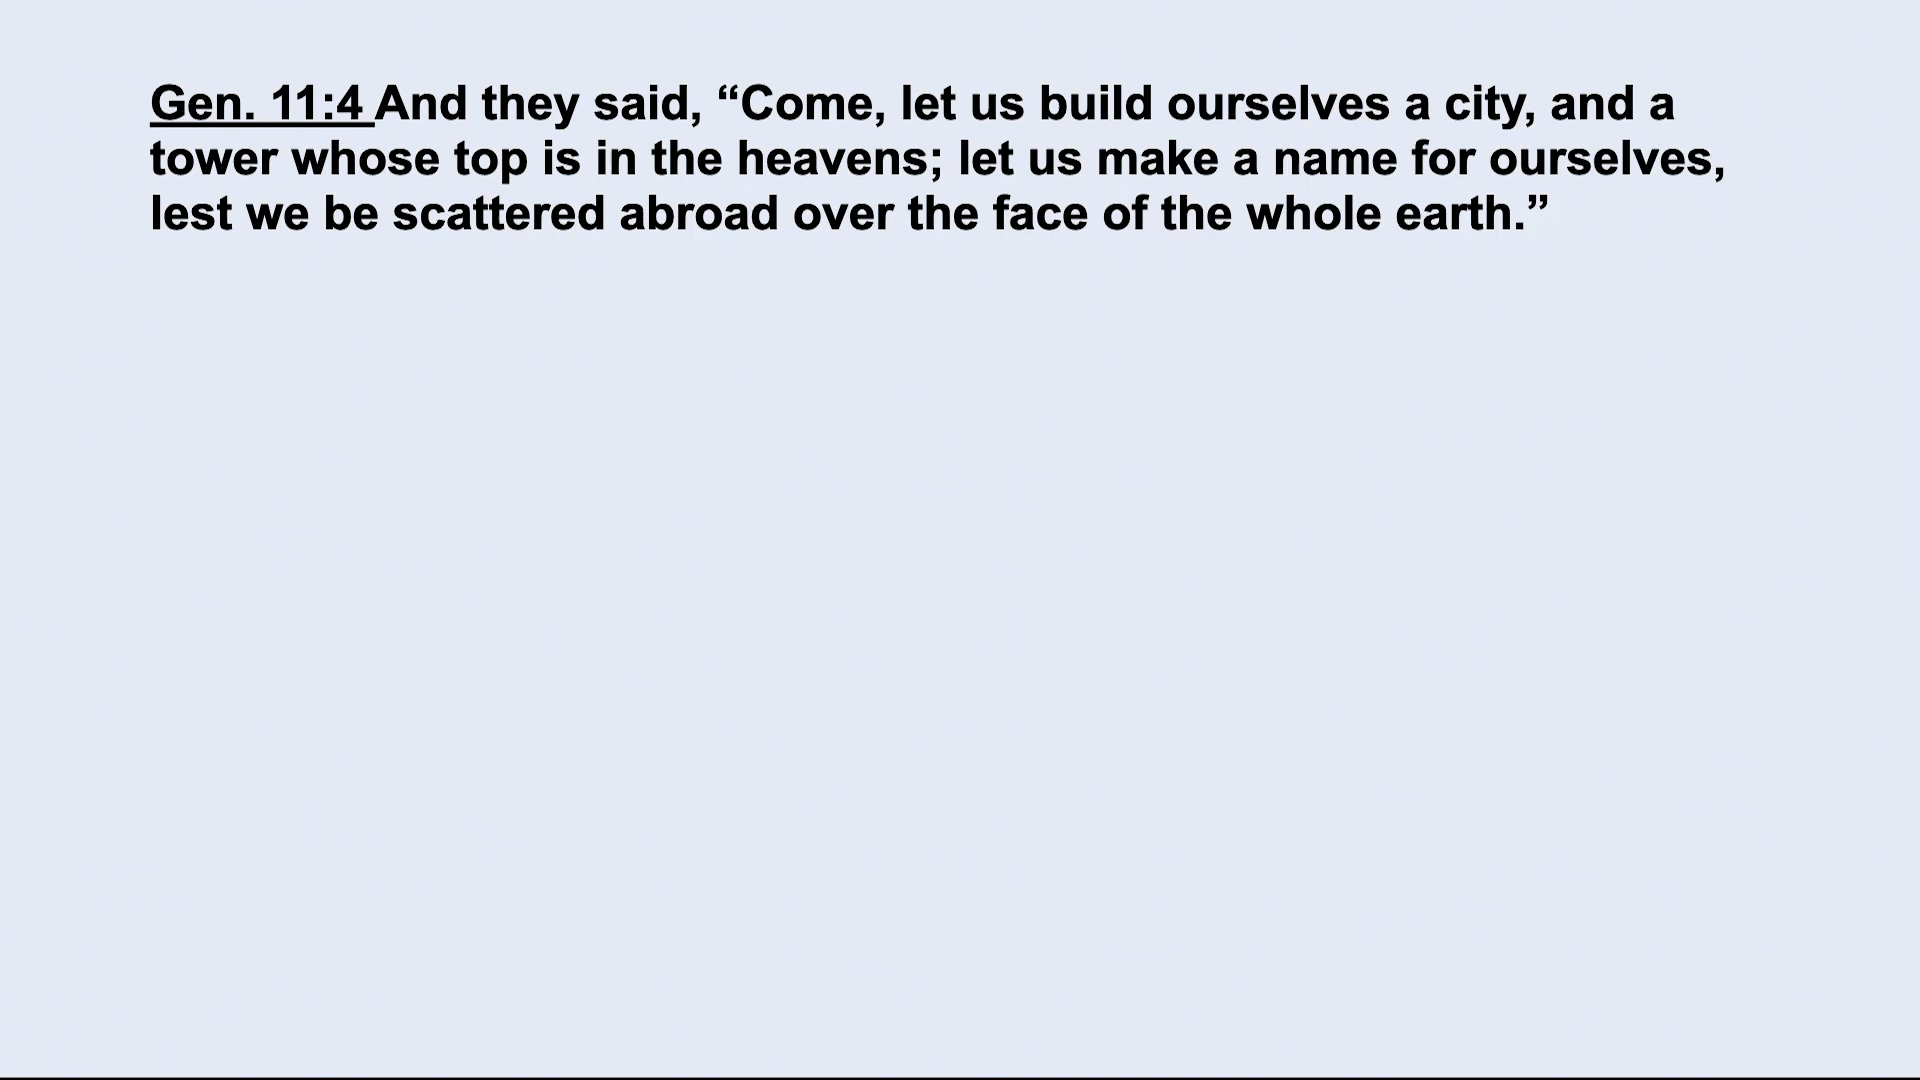 Gen. 11:4 And they said, “Come, let us build ourselves a city, and a
tower whose top is in the heavens; let us make a name for ourselves,
lest we be scattered abroad over the face of the whole earth.”